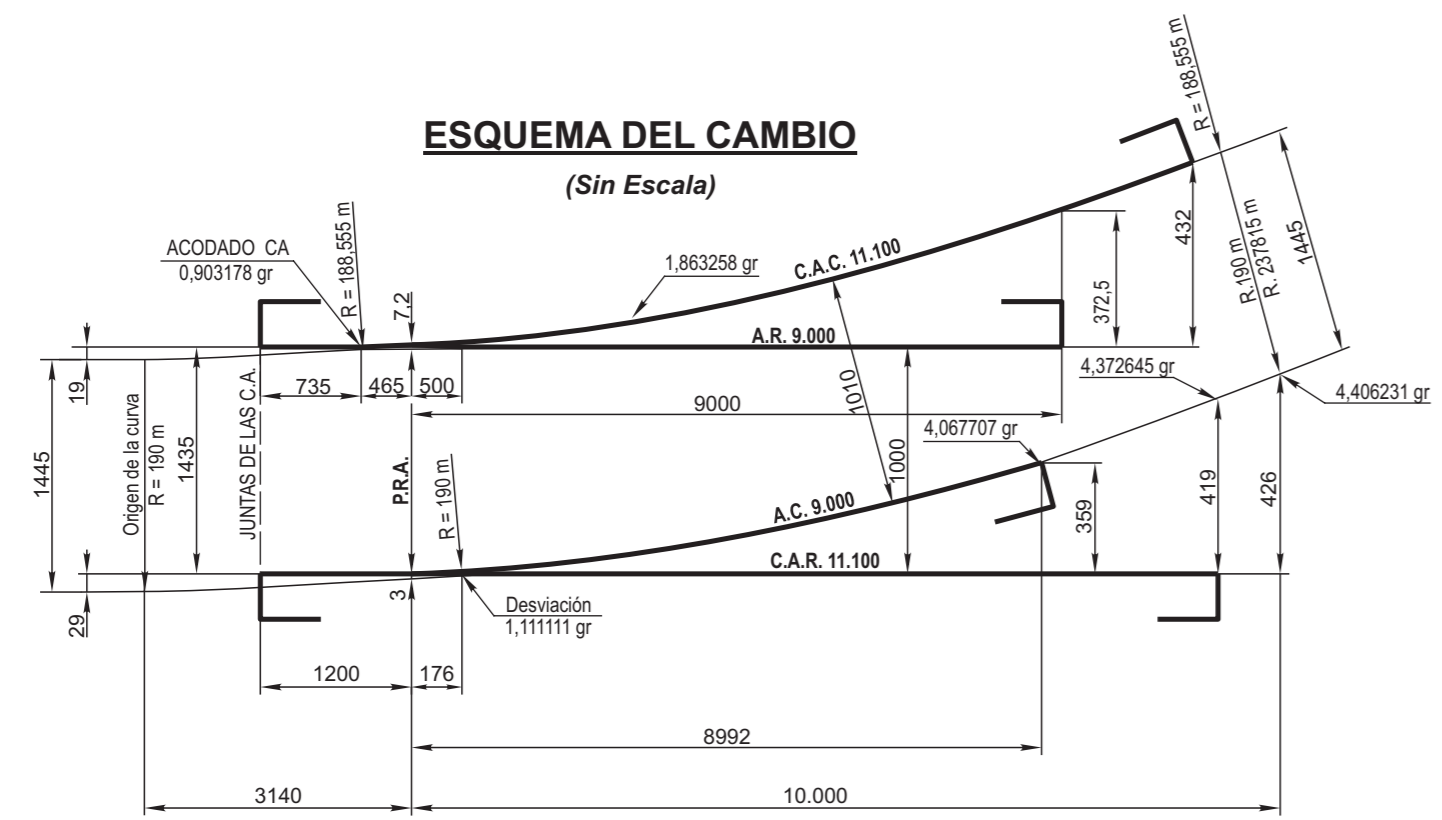 ESQUEMA DEL CAMBIO
(Sin Escala)
R = 188,555 m
ACODADO CA
0,903178 gr
R = 188,555 m
7,2
1,863258 gr
C.A.C. 11.100
372,5
432
R.190 m
R. 237815 m
1445
A.R. 9.000
19
735
465
500
9000
1010
1000
4,372645 gr
4,406231 gr
4,067707 gr
1445
Origen de la curva
R = 190 m
1435
JUNTAS DE LAS C.A.
P.R.A.
R = 190 m
A.C. 9.000
359
419
426
C.A.R. 11.100
29
3
Desviación
1,111111 gr
1200
176
8992
3140
10.000